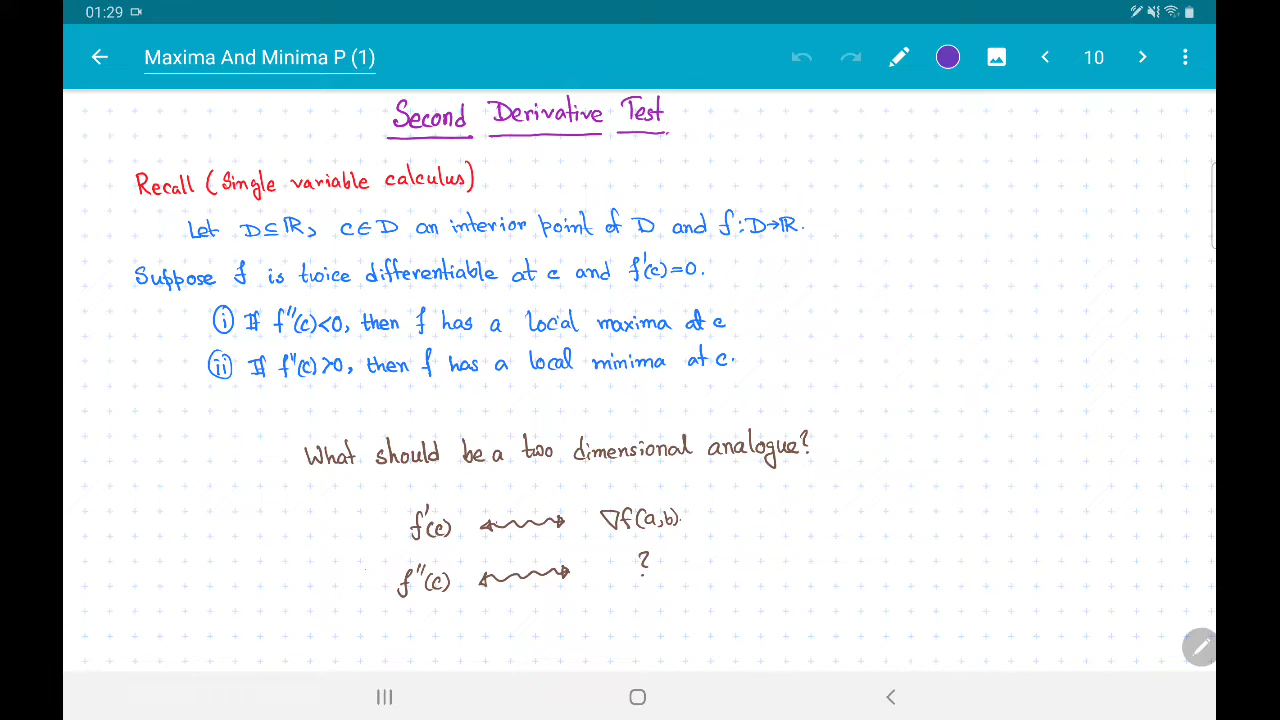 01:29
Maxima And Minima P (1)
10
Second Derivative Test
Recall (Single variable calculus)
Let D⊆ℝ, c∈D an interior point of D and f:D→ℝ.
Suppose f is twice differentiable at c and f'(c)=0.
(i) If f''(c)<0, then f has a local maxima at c
(ii) If f''(c)>0, then f has a local minima at c.
What should be a two dimensional analogue?
f'(c) ↔ ∇f(a,b).
f''(c) ↔ ?